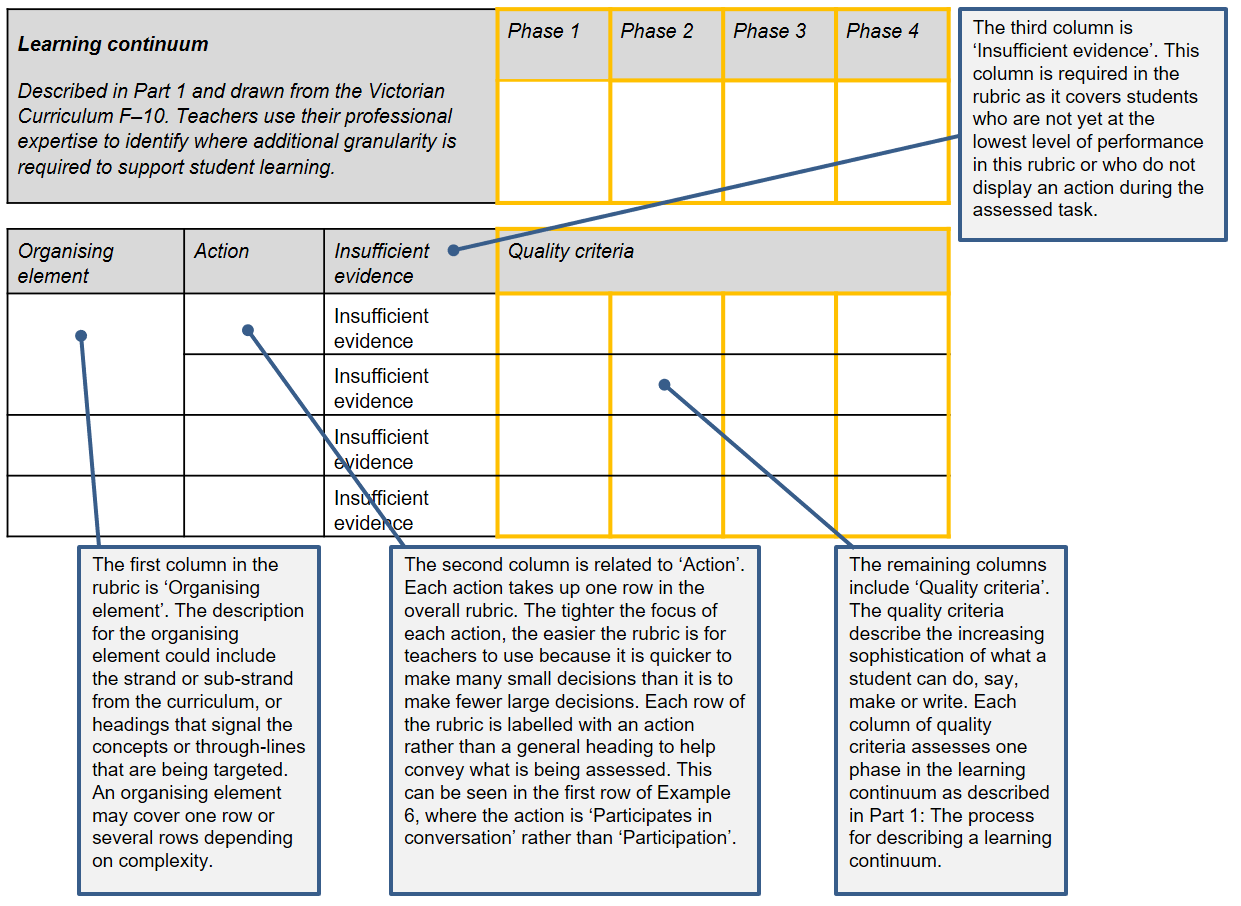 Learning continuum
Described in Part 1 and drawn from the Victorian
Curriculum F–10. Teachers use their professional
expertise to identify where additional granularity is
required to support student learning.
Phase 1
Phase 2
Phase 3
Phase 4
The third column is
‘Insufficient evidence’. This
column is required in the
rubric as it covers students
who are not yet at the
lowest level of performance
in this rubric or who do not
display an action during the
assessed task.
Organising
element
Action
Insufficient
evidence
Quality criteria
Insufficient
evidence
Insufficient
evidence
Insufficient
evidence
Insufficient
evidence
The first column in the
rubric is ‘Organising
element’. The description
for the organising
element could include
the strand or sub-strand
from the curriculum, or
headings that signal the
concepts or through-lines
that are being targeted.
An organising element
may cover one row or
several rows depending
on complexity.
The second column is related to ‘Action’.
Each action takes up one row in the
overall rubric. The tighter the focus of
each action, the easier the rubric is for
teachers to use because it is quicker to
make many small decisions than it is to
make fewer large decisions. Each row of
the rubric is labelled with an action
rather than a general heading to help
convey what is being assessed. This
can be seen in the first row of Example
6, where the action is ‘Participates in
conversation’ rather than ‘Participation’.
The remaining columns
include ‘Quality criteria’.
The quality criteria
describe the increasing
sophistication of what a
student can do, say,
make or write. Each
column of quality
criteria assesses one
phase in the learning
continuum as described
in Part 1: The process
for describing a learning
continuum.